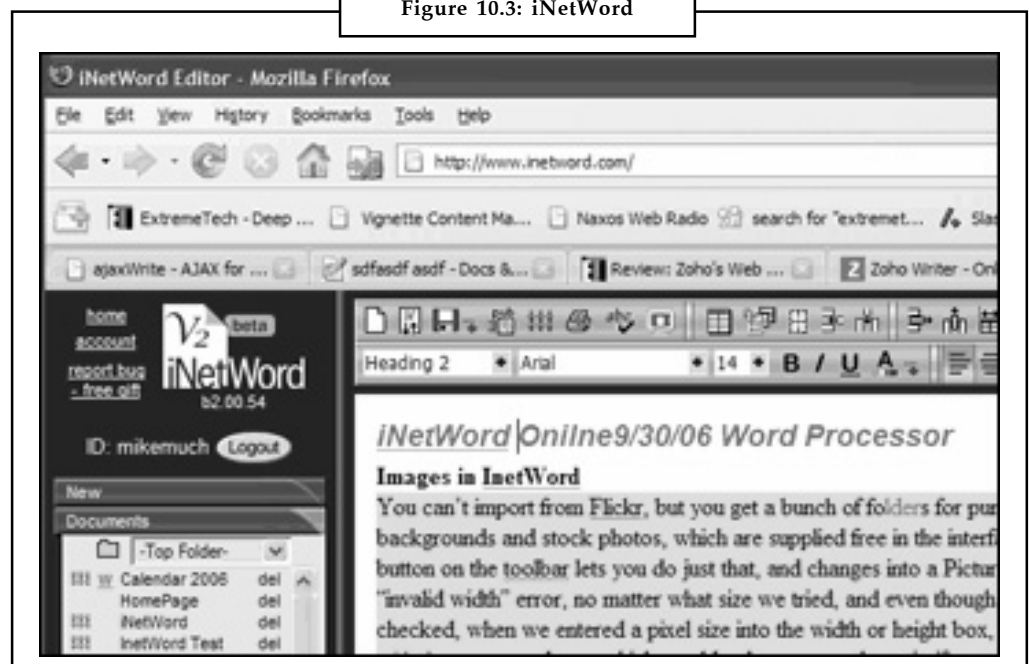 Figure 10.3: iNetWord
iNetWord Editor - Mozilla Firefox
File Edit View History Bookmarks Tools Help
http://www.inetword.com/
ExtremeTech - Deep ... Vignette Content Ma... Naxos Web Radio search for "extremet...
ajaxWrite - AJAX for ... sdfasdf asdf - Docs &... Review: Zoho's Web ... Zoho Writer - Onl
home
account
report bug
- free gift
V2 beta
iNetWord
b2.00.54
ID: mikemuch Logout
New
Documents
-Top Folder-
Calendar 2006 del
HomePage del
iNetWord del
InetWord Test del
Heading 2 Arial 14 B I U A
iNetWord Onilne9/30/06 Word Processor
Images in InetWord
You can't import from Flickr, but you get a bunch of folders for pur
backgrounds and stock photos, which are supplied free in the interf
button on the toolbar lets you do just that, and changes into a Pictur
"invalid width" error, no matter what size we tried, and even though
checked, when we entered a pixel size into the width or height box,